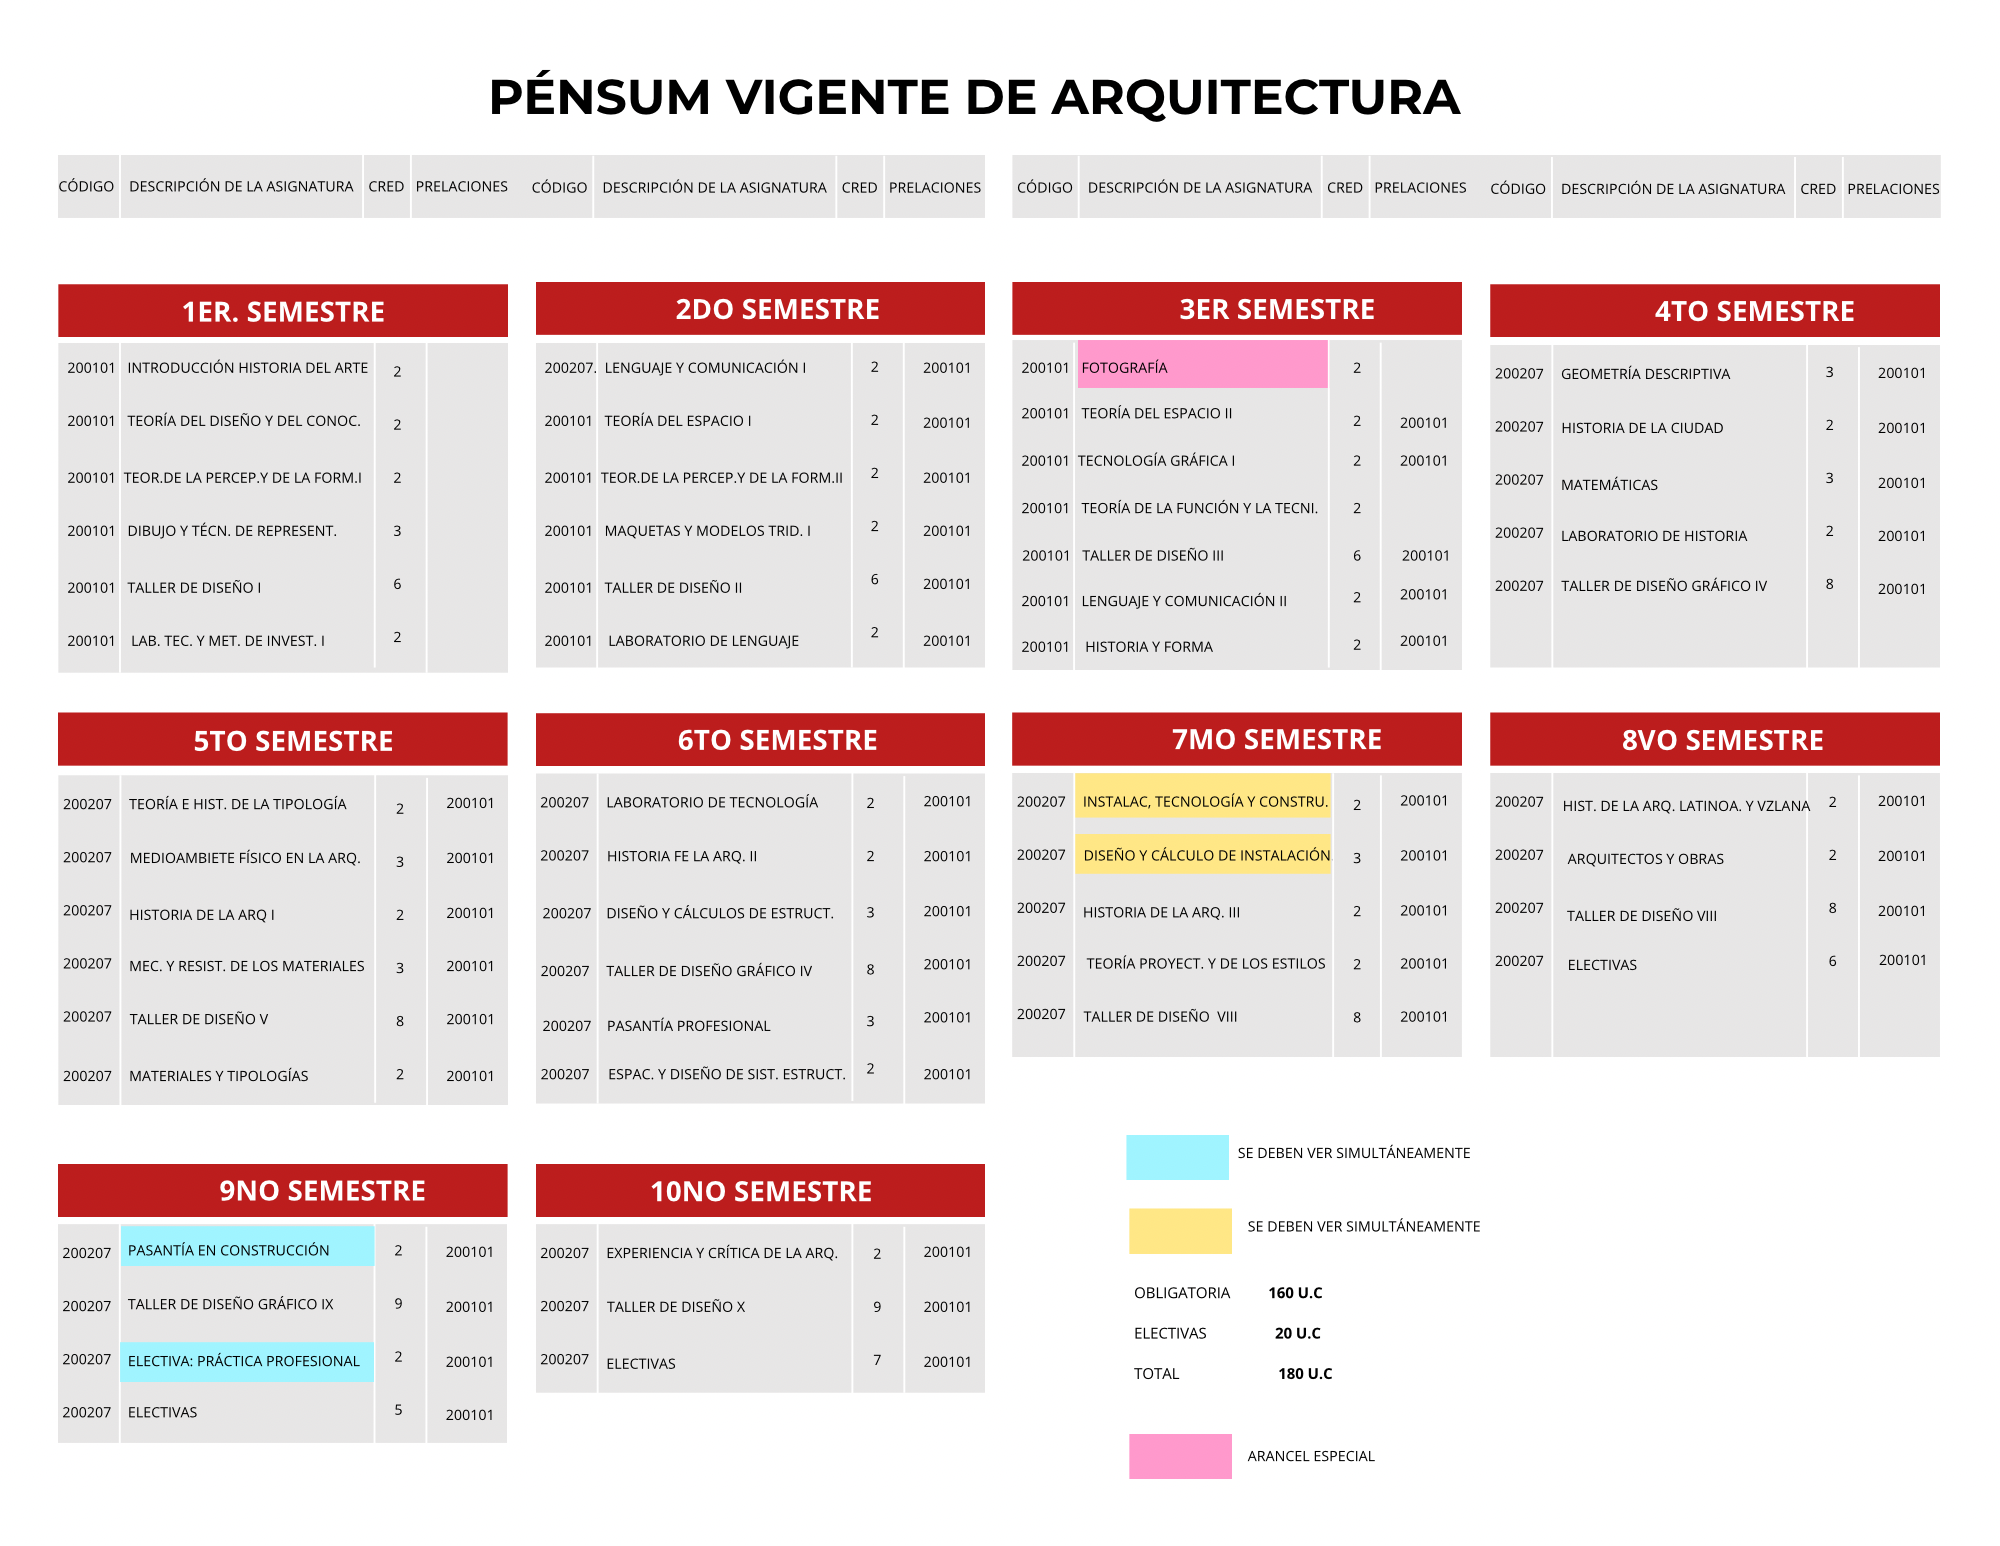 PÉNSUM VIGENTE DE ARQUITECTURA
CÓDIGO DESCRIPCIÓN DE LA ASIGNATURA CRED PRELACIONES CÓDIGO DESCRIPCIÓN DE LA ASIGNATURA CRED PRELACIONES CÓDIGO DESCRIPCIÓN DE LA ASIGNATURA CRED PRELACIONES CÓDIGO DESCRIPCIÓN DE LA ASIGNATURA CRED PRELACIONES
1ER. SEMESTRE
200101 INTRODUCCIÓN HISTORIA DEL ARTE 2
200101 TEORÍA DEL DISEÑO Y DEL CONOC. 2
200101 TEOR.DE LA PERCEP.Y DE LA FORM.I 2
200101 DIBUJO Y TÉCN. DE REPRESENT. 3
200101 TALLER DE DISEÑO I 6
200101 LAB. TEC. Y MET. DE INVEST. I 2
2DO SEMESTRE
200207. LENGUAJE Y COMUNICACIÓN I 2 200101
200101 TEORÍA DEL ESPACIO I 2 200101
200101 TEOR.DE LA PERCEP.Y DE LA FORM.II 2 200101
200101 MAQUETAS Y MODELOS TRID. I 2 200101
200101 TALLER DE DISEÑO II 6 200101
200101 LABORATORIO DE LENGUAJE 2 200101
3ER SEMESTRE
200101 FOTOGRAFÍA 2
200101 TEORÍA DEL ESPACIO II 2 200101
200101 TECNOLOGÍA GRÁFICA I 2 200101
200101 TEORÍA DE LA FUNCIÓN Y LA TECNI. 2
200101 TALLER DE DISEÑO III 6 200101
200101 LENGUAJE Y COMUNICACIÓN II 2 200101
200101 HISTORIA Y FORMA 2 200101
4TO SEMESTRE
200207 GEOMETRÍA DESCRIPTIVA 3 200101
200207 HISTORIA DE LA CIUDAD 2 200101
200207 MATEMÁTICAS 3 200101
200207 LABORATORIO DE HISTORIA 2 200101
200207 TALLER DE DISEÑO GRÁFICO IV 8 200101
5TO SEMESTRE
200207 TEORÍA E HIST. DE LA TIPOLOGÍA 2 200101
200207 MEDIOAMBIETE FÍSICO EN LA ARQ. 3 200101
200207 HISTORIA DE LA ARQ I 2 200101
200207 MEC. Y RESIST. DE LOS MATERIALES 3 200101
200207 TALLER DE DISEÑO V 8 200101
200207 MATERIALES Y TIPOLOGÍAS 2 200101
6TO SEMESTRE
200207 LABORATORIO DE TECNOLOGÍA 2 200101
200207 HISTORIA FE LA ARQ. II 2 200101
200207 DISEÑO Y CÁLCULOS DE ESTRUCT. 3 200101
200207 TALLER DE DISEÑO GRÁFICO IV 8 200101
200207 PASANTÍA PROFESIONAL 3 200101
200207 ESPAC. Y DISEÑO DE SIST. ESTRUCT. 2 200101
7MO SEMESTRE
200207 INSTALAC, TECNOLOGÍA Y CONSTRU. 2 200101
200207 DISEÑO Y CÁLCULO DE INSTALACIÓN. 3 200101
200207 HISTORIA DE LA ARQ. III 2 200101
200207 TEORÍA PROYECT. Y DE LOS ESTILOS 2 200101
200207 TALLER DE DISEÑO VIII 8 200101
8VO SEMESTRE
200207 HIST. DE LA ARQ. LATINOA. Y VZLANA 2 200101
200207 ARQUITECTOS Y OBRAS 2 200101
200207 TALLER DE DISEÑO VIII 8 200101
200207 ELECTIVAS 6 200101
9NO SEMESTRE
200207 PASANTÍA EN CONSTRUCCIÓN 2 200101
200207 TALLER DE DISEÑO GRÁFICO IX 9 200101
200207 ELECTIVA: PRÁCTICA PROFESIONAL 2 200101
200207 ELECTIVAS 5 200101
10NO SEMESTRE
200207 EXPERIENCIA Y CRÍTICA DE LA ARQ. 2 200101
200207 TALLER DE DISEÑO X 9 200101
200207 ELECTIVAS 7 200101
SE DEBEN VER SIMULTÁNEAMENTE
SE DEBEN VER SIMULTÁNEAMENTE
OBLIGATORIA 160 U.C
ELECTIVAS 20 U.C
TOTAL 180 U.C
ARANCEL ESPECIAL